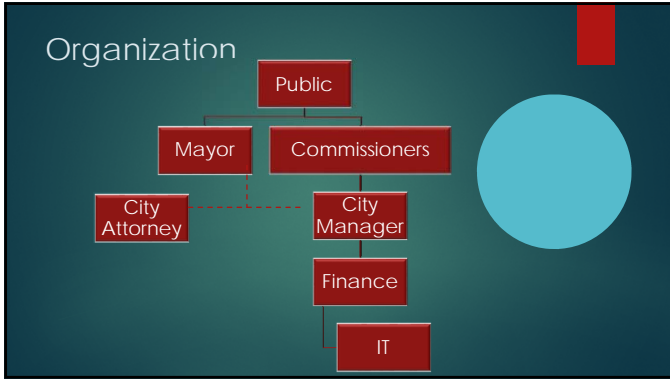 Organization
Public
Mayor
Commissioners
City
Attorney
City
Manager
Finance
IT